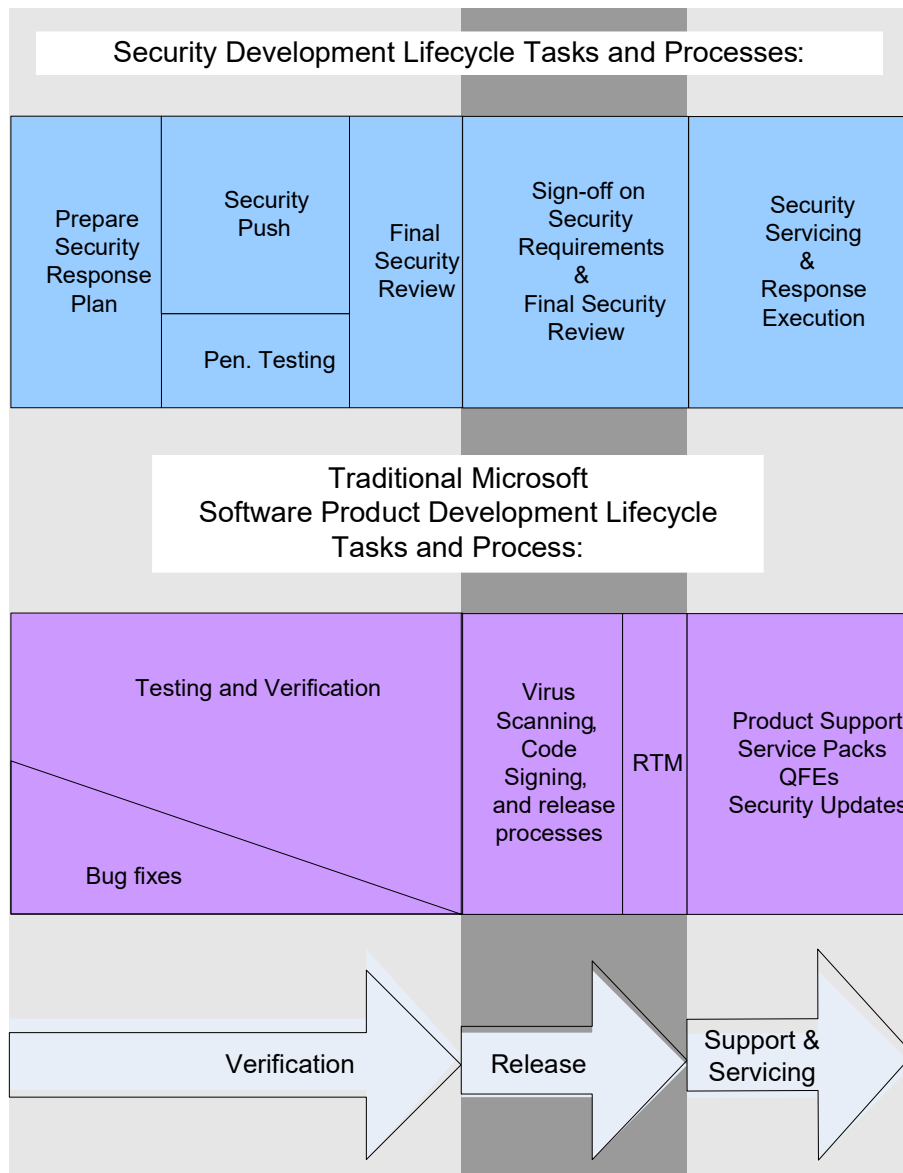 Security Development Lifecycle Tasks and Processes:
Prepare
Security
Response
Plan
Security
Push
Pen. Testing
Final
Security
Review
Sign-off on
Security
Requirements
&
Final Security
Review
Security
Servicing
&
Response
Execution
Traditional Microsoft
Software Product Development Lifecycle
Tasks and Process:
Testing and Verification
Bug fixes
Virus
Scanning,
Code
Signing,
and release
processes
RTM
Product Support
Service Packs
QFEs
Security Updates
Verification
Release
Support &
Servicing